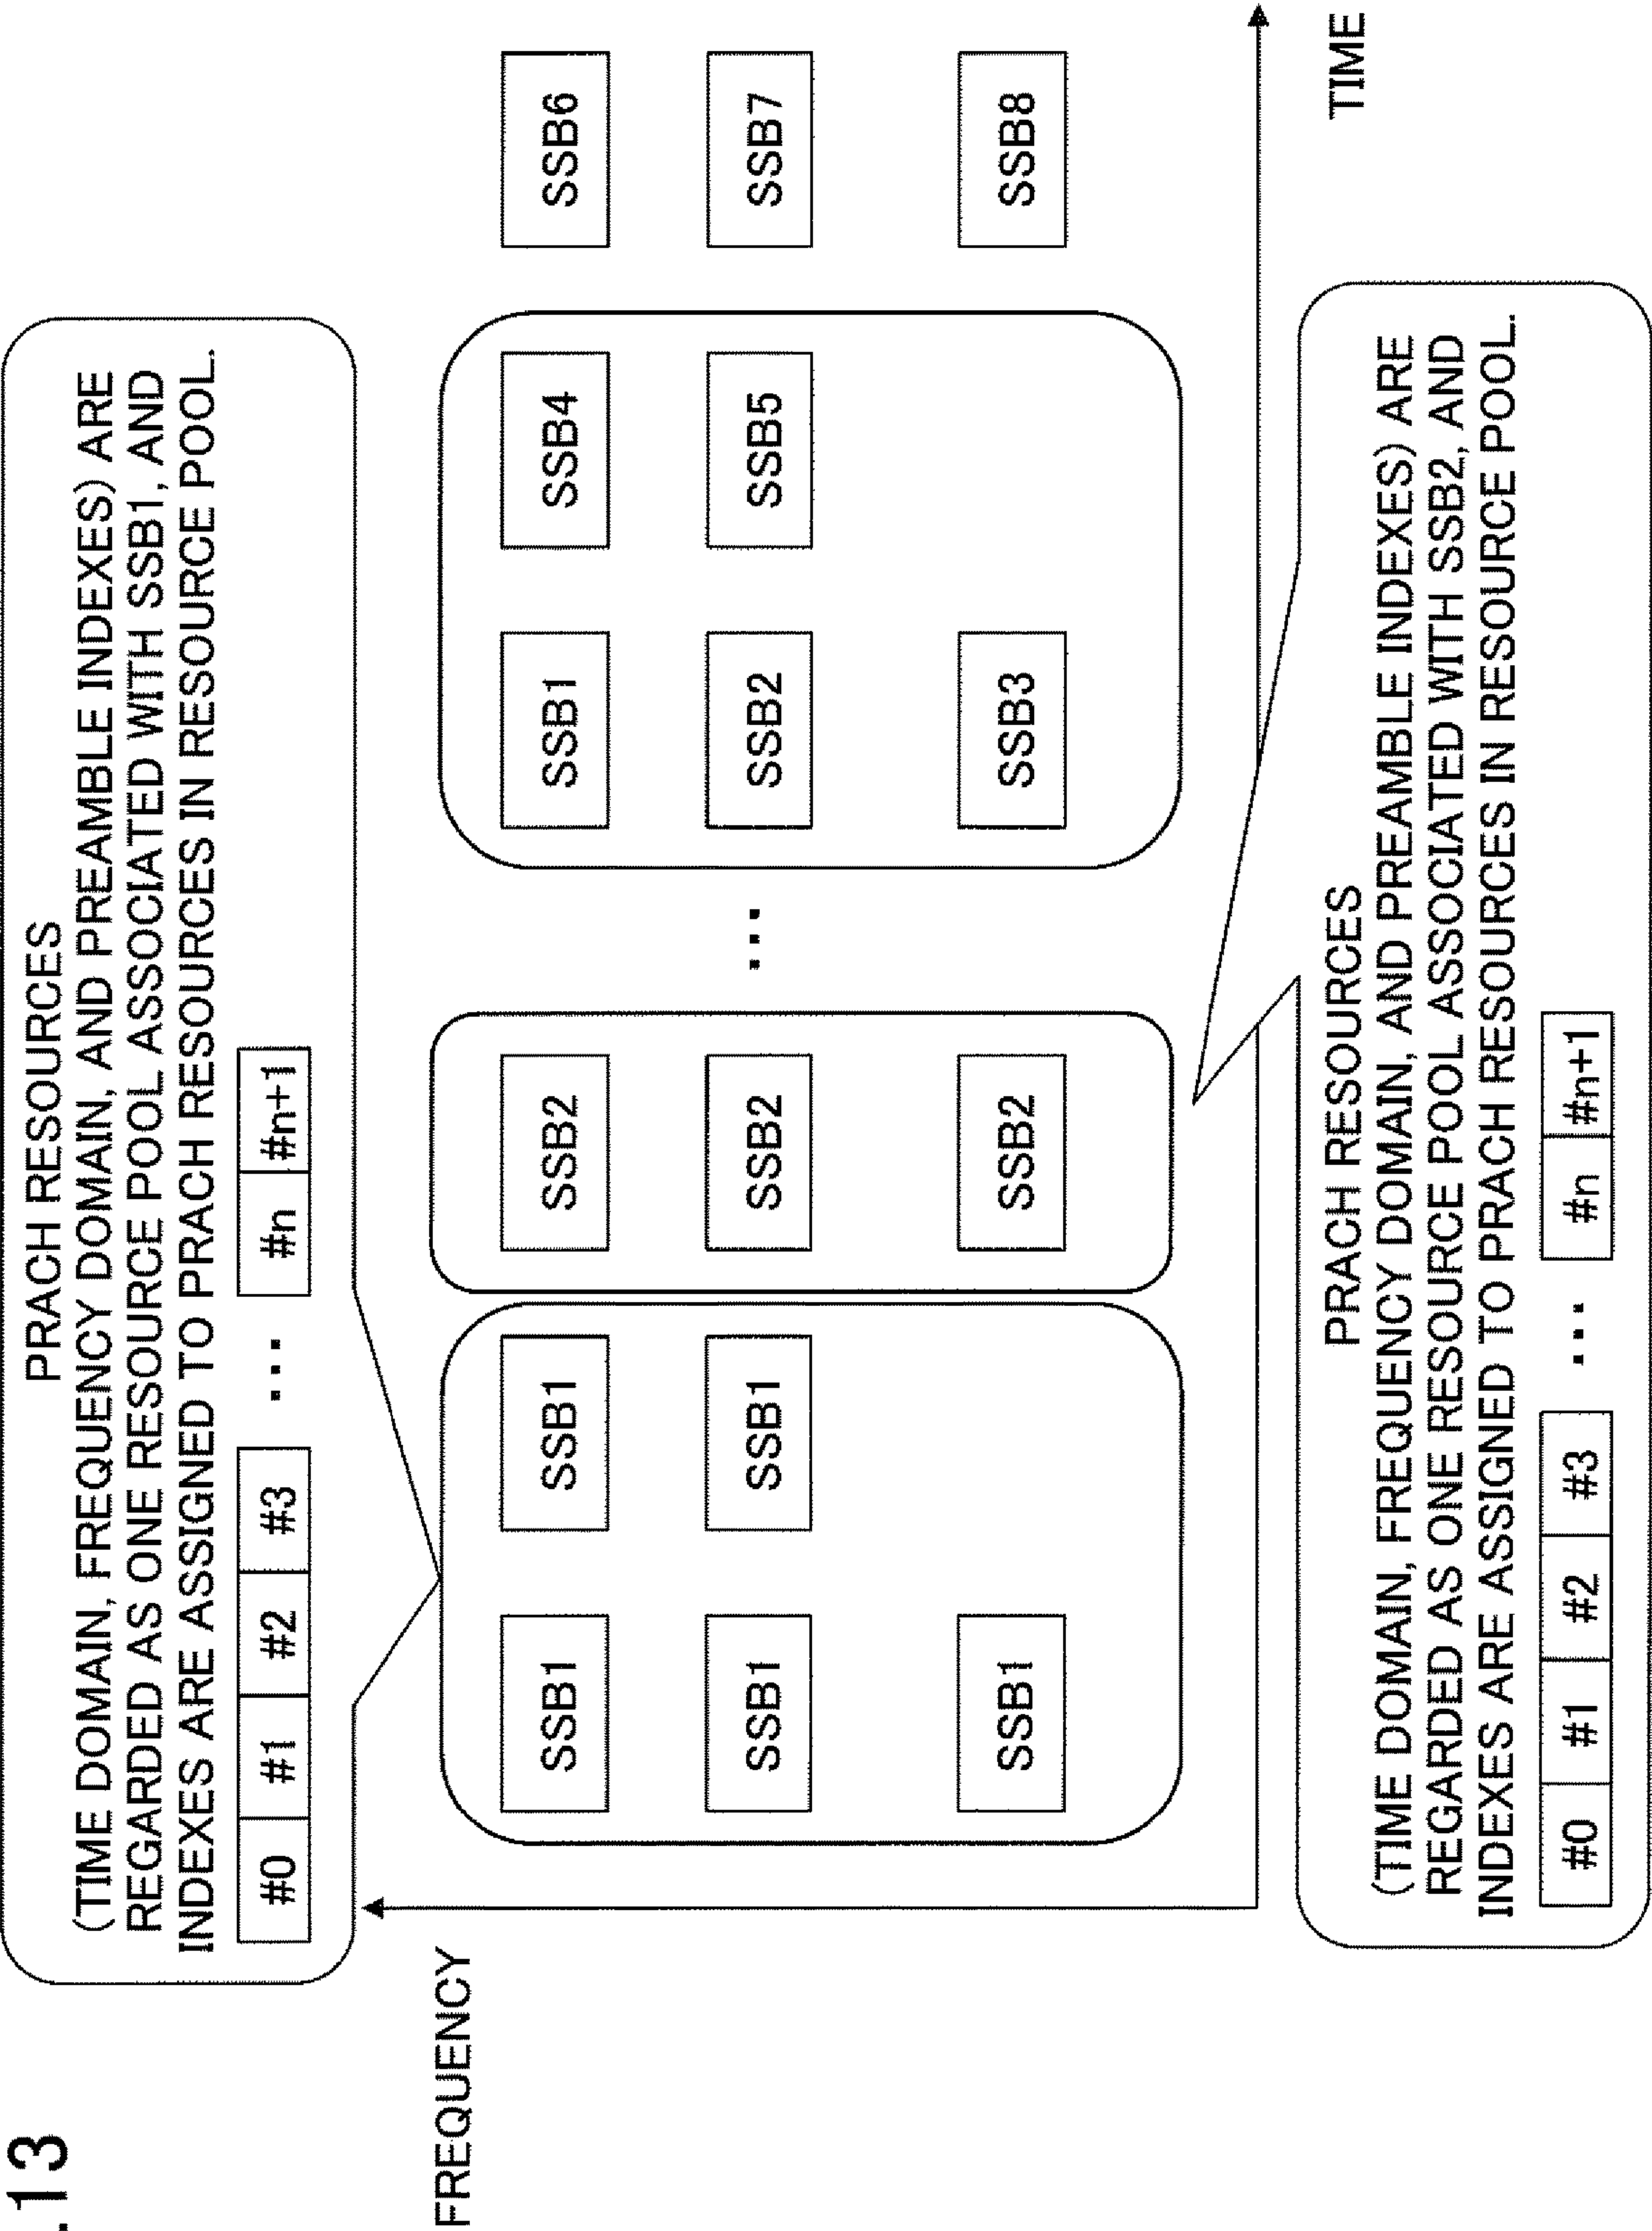 .13
PRACH RESOURCES
(TIME DOMAIN, FREQUENCY DOMAIN, AND PREAMBLE INDEXES) ARE
REGARDED AS ONE RESOURCE POOL ASSOCIATED WITH SSB1, AND
INDEXES ARE ASSIGNED TO PRACH RESOURCES IN RESOURCE POOL.
#0 #1 #2 #3 ... #n #n+1
FREQUENCY
SSB1 SSB1 SSB2 SSB1 SSB4 SSB6
SSB1 SSB1 SSB2 ... SSB2 SSB5 SSB7
SSB1 SSB2 SSB3 SSB8
TIME
PRACH RESOURCES
(TIME DOMAIN, FREQUENCY DOMAIN, AND PREAMBLE INDEXES) ARE
REGARDED AS ONE RESOURCE POOL ASSOCIATED WITH SSB2, AND
INDEXES ARE ASSIGNED TO PRACH RESOURCES IN RESOURCE POOL.
#0 #1 #2 #3 ... #n #n+1